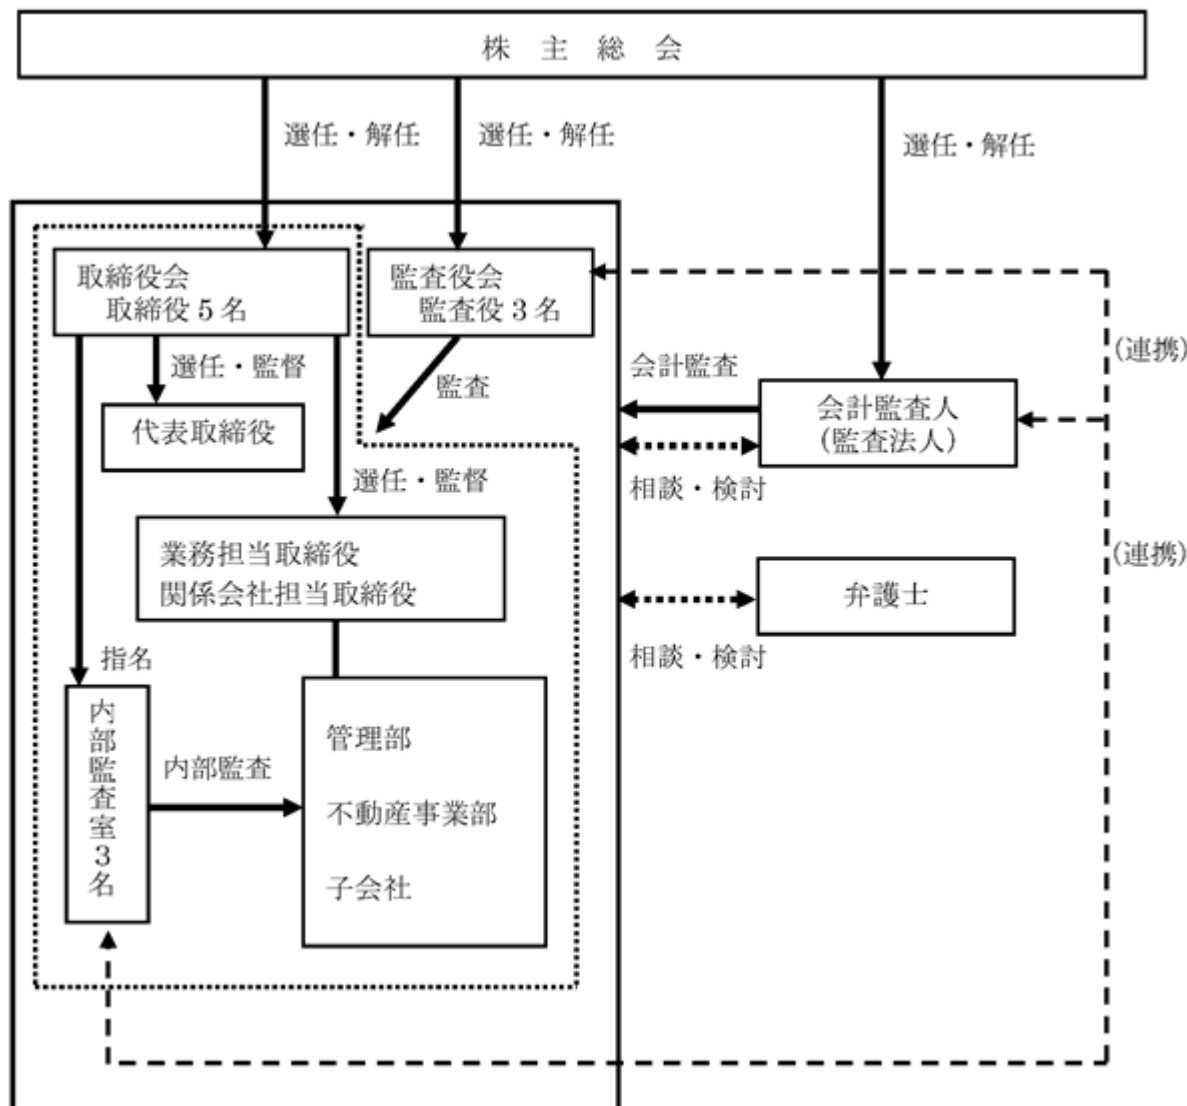 株 主 総 会
選任・解任
選任・解任
選任・解任
取締役会
取締役5名
監査役会
監査役3名
(連携)
選任・監督
監査
会計監査
代表取締役
会計監査人
(監査法人)
選任・監督
相談・検討
業務担当取締役
関係会社担当取締役
(連携)
弁護士
指名
相談・検討
内部監査室3名
内部監査
管理部
不動産事業部
子会社